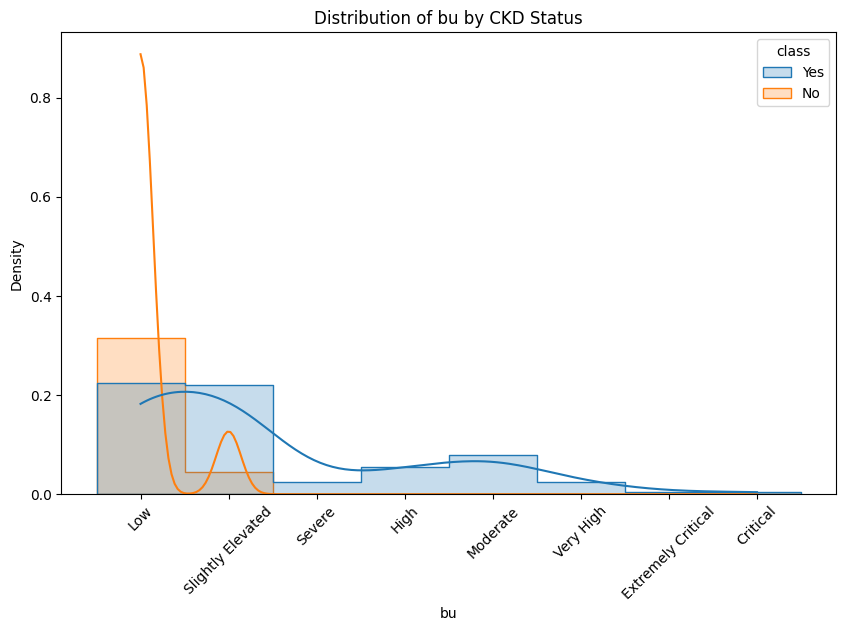 Distribution of bu by CKD Status
class
Yes
No
Density
0.8
0.6
0.4
0.2
0.0
Low
Slightly Elevated
Severe
High
Moderate
Very High
Extremely Critical
Critical
bu